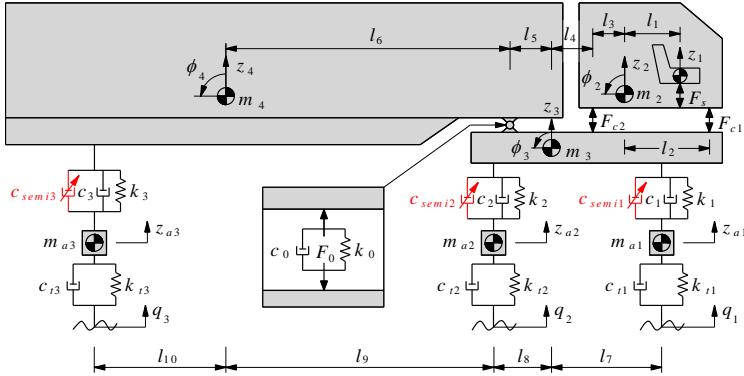 l6 l5 l4 l3 l1
ϕ4 z4 m4
ϕ2 z2 z1 m2 Fs
Fc2 Fc1
z3 ϕ3 m3 l2
csemi3 c3 k3
csemi2 c2 k2
csemi1 c1 k1
c0 F0 k0
ma3 za3
ma2 za2
ma1 za1
ct3 kt3
ct2 kt2
ct1 kt1
q3 q2 q1
l10 l9 l8 l7